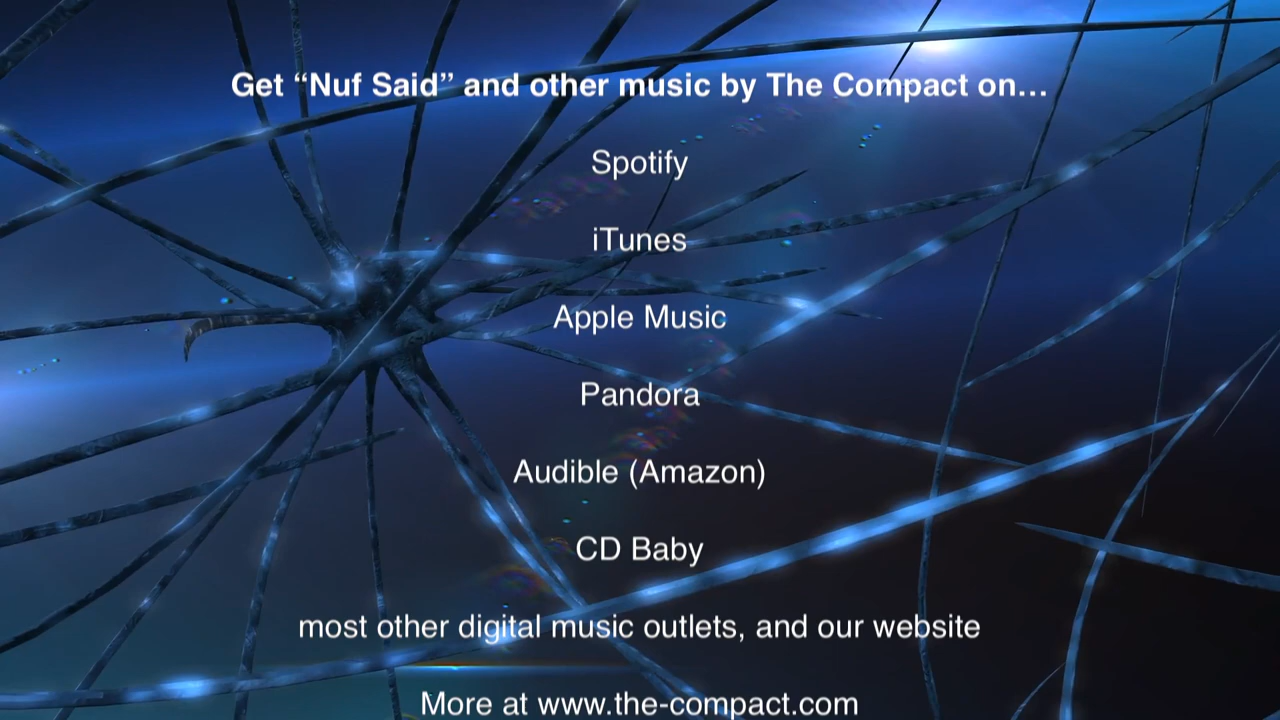 Get “Nuf Said” and other music by The Compact on…
Spotify
iTunes
Apple Music
Pandora
Audible (Amazon)
CD Baby
most other digital music outlets, and our website
More at www.the-compact.com